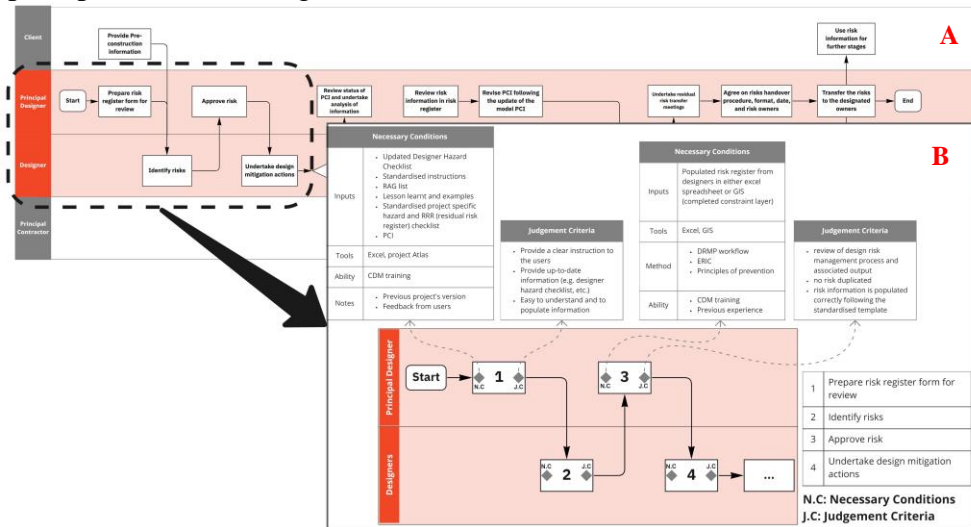 A
Client
Provide Pre-
construction
information
Use risk
information for
further stages
Principal
Designer
Start
Prepare risk
register form for
review
Approve risk
Review status of
PCI and undertake
analysis of
information
Review risk
information in risk
register
Revise PCI following
the update of the
model PCI
Undertake residual
risk transfer
meetings
Agree on risks handover
procedure, format, date,
and risk owners
Transfer the risks
to the designated
owners
End
Designer
Identify risks
Undertake design
mitigation actions
Principal
Contractor
B
Necessary Conditions
Inputs
• Updated Designer Hazard
Checklist
• Standardised instructions
• RAG list
• Lesson learnt and examples
• Standardised project specific
hazard and RRR (residual risk
register) checklist
• PCI
Tools
Excel, project Atlas
Ability
CDM training
Notes
• Previous project's version
• Feedback from users
Judgement Criteria
• Provide a clear instruction to
the users
• Provide up-to-date
information (e.g. designer
hazard checklist, etc.)
• Easy to understand and to
populate information
Necessary Conditions
Inputs
Populated risk register from
designers in either excel
spreadsheet or GIS
(completed constraint layer)
Tools
Excel, GIS
Method
• DRMP workflow
• ERIC
• Principles of prevention
Ability
• CDM training
• Previous experience
Judgement Criteria
• review of design risk
management process and
associated output
• no risk duplicated
• risk information is populated
correctly following the
standardised template
Principal Designer
Start
1
N.C
J.C
3
N.C
J.C
Designers
N.C
J.C
2
N.C
J.C
4
...
1 Prepare risk register form for
review
2 Identify risks
3 Approve risk
4 Undertake design mitigation
actions
N.C: Necessary Conditions
J.C: Judgement Criteria